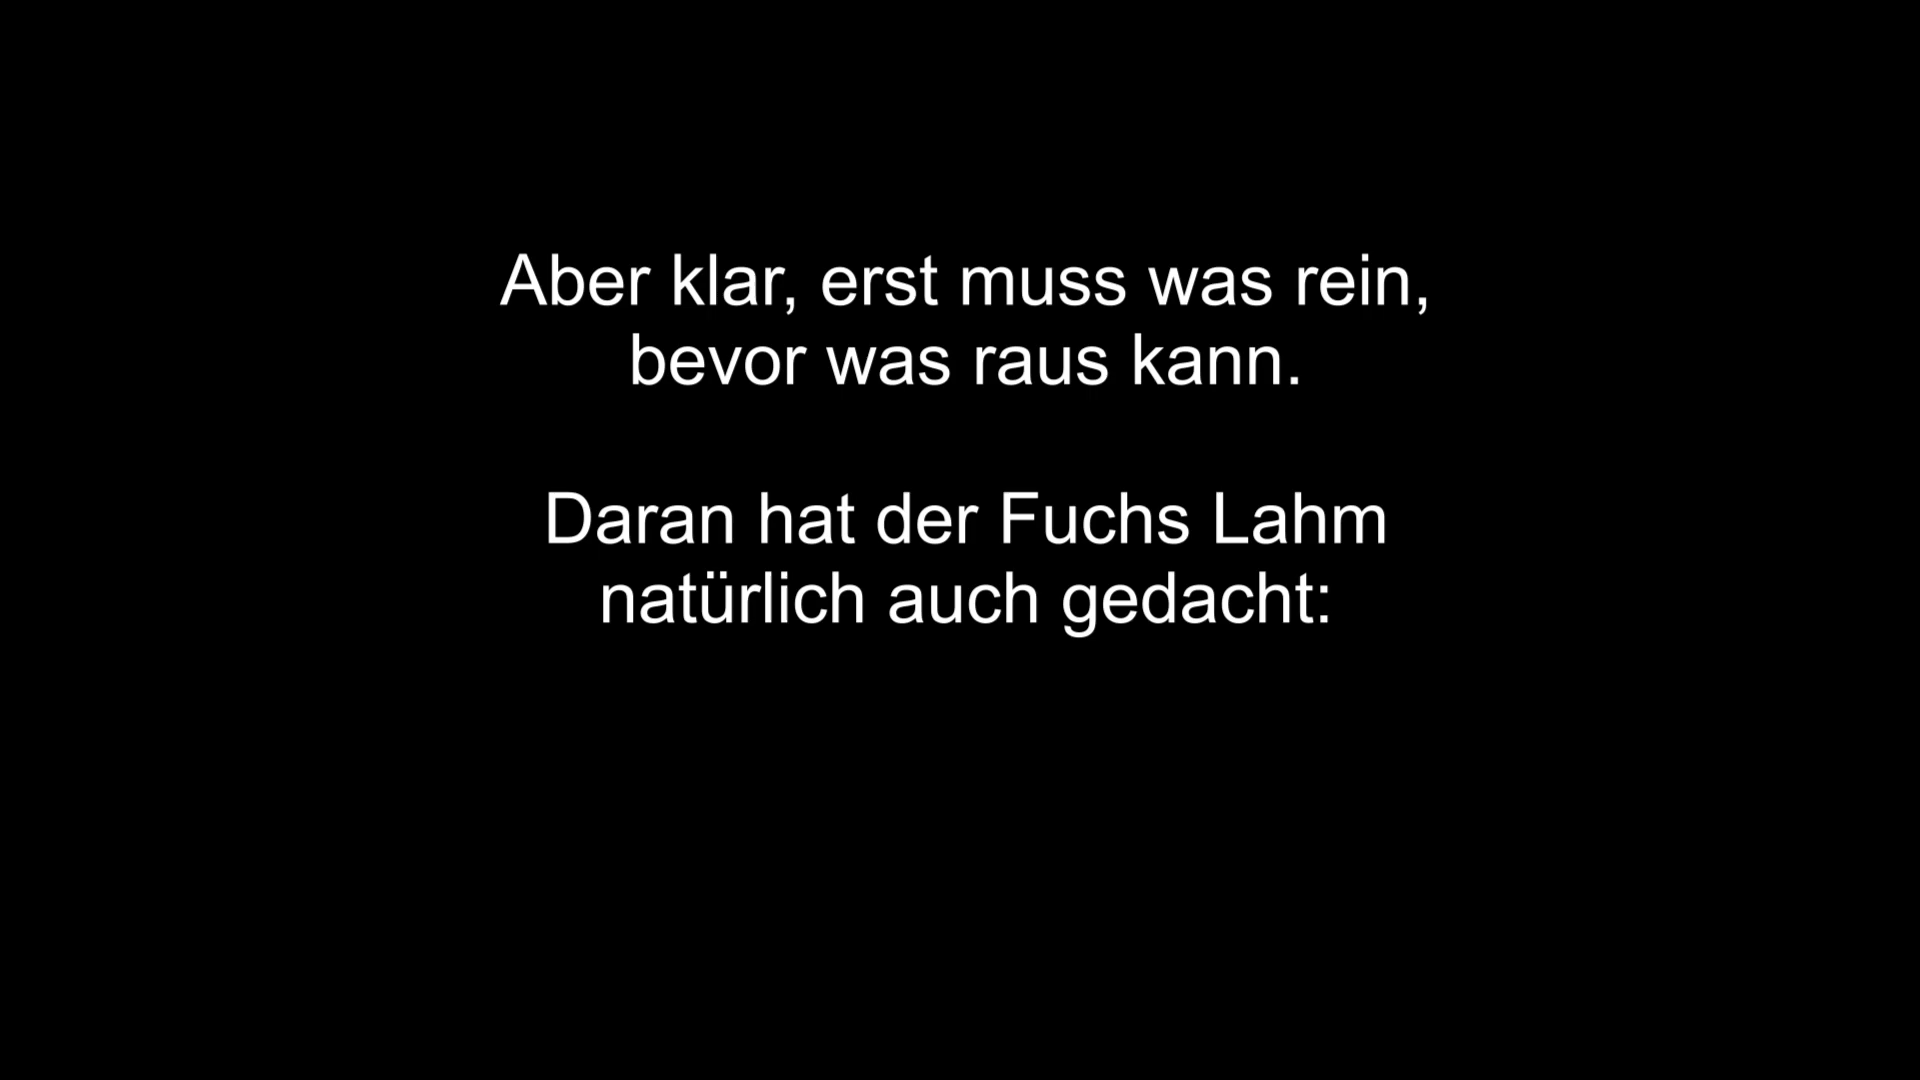 Aber klar, erst muss was rein,
bevor was raus kann.
Daran hat der Fuchs Lahm
natürlich auch gedacht: